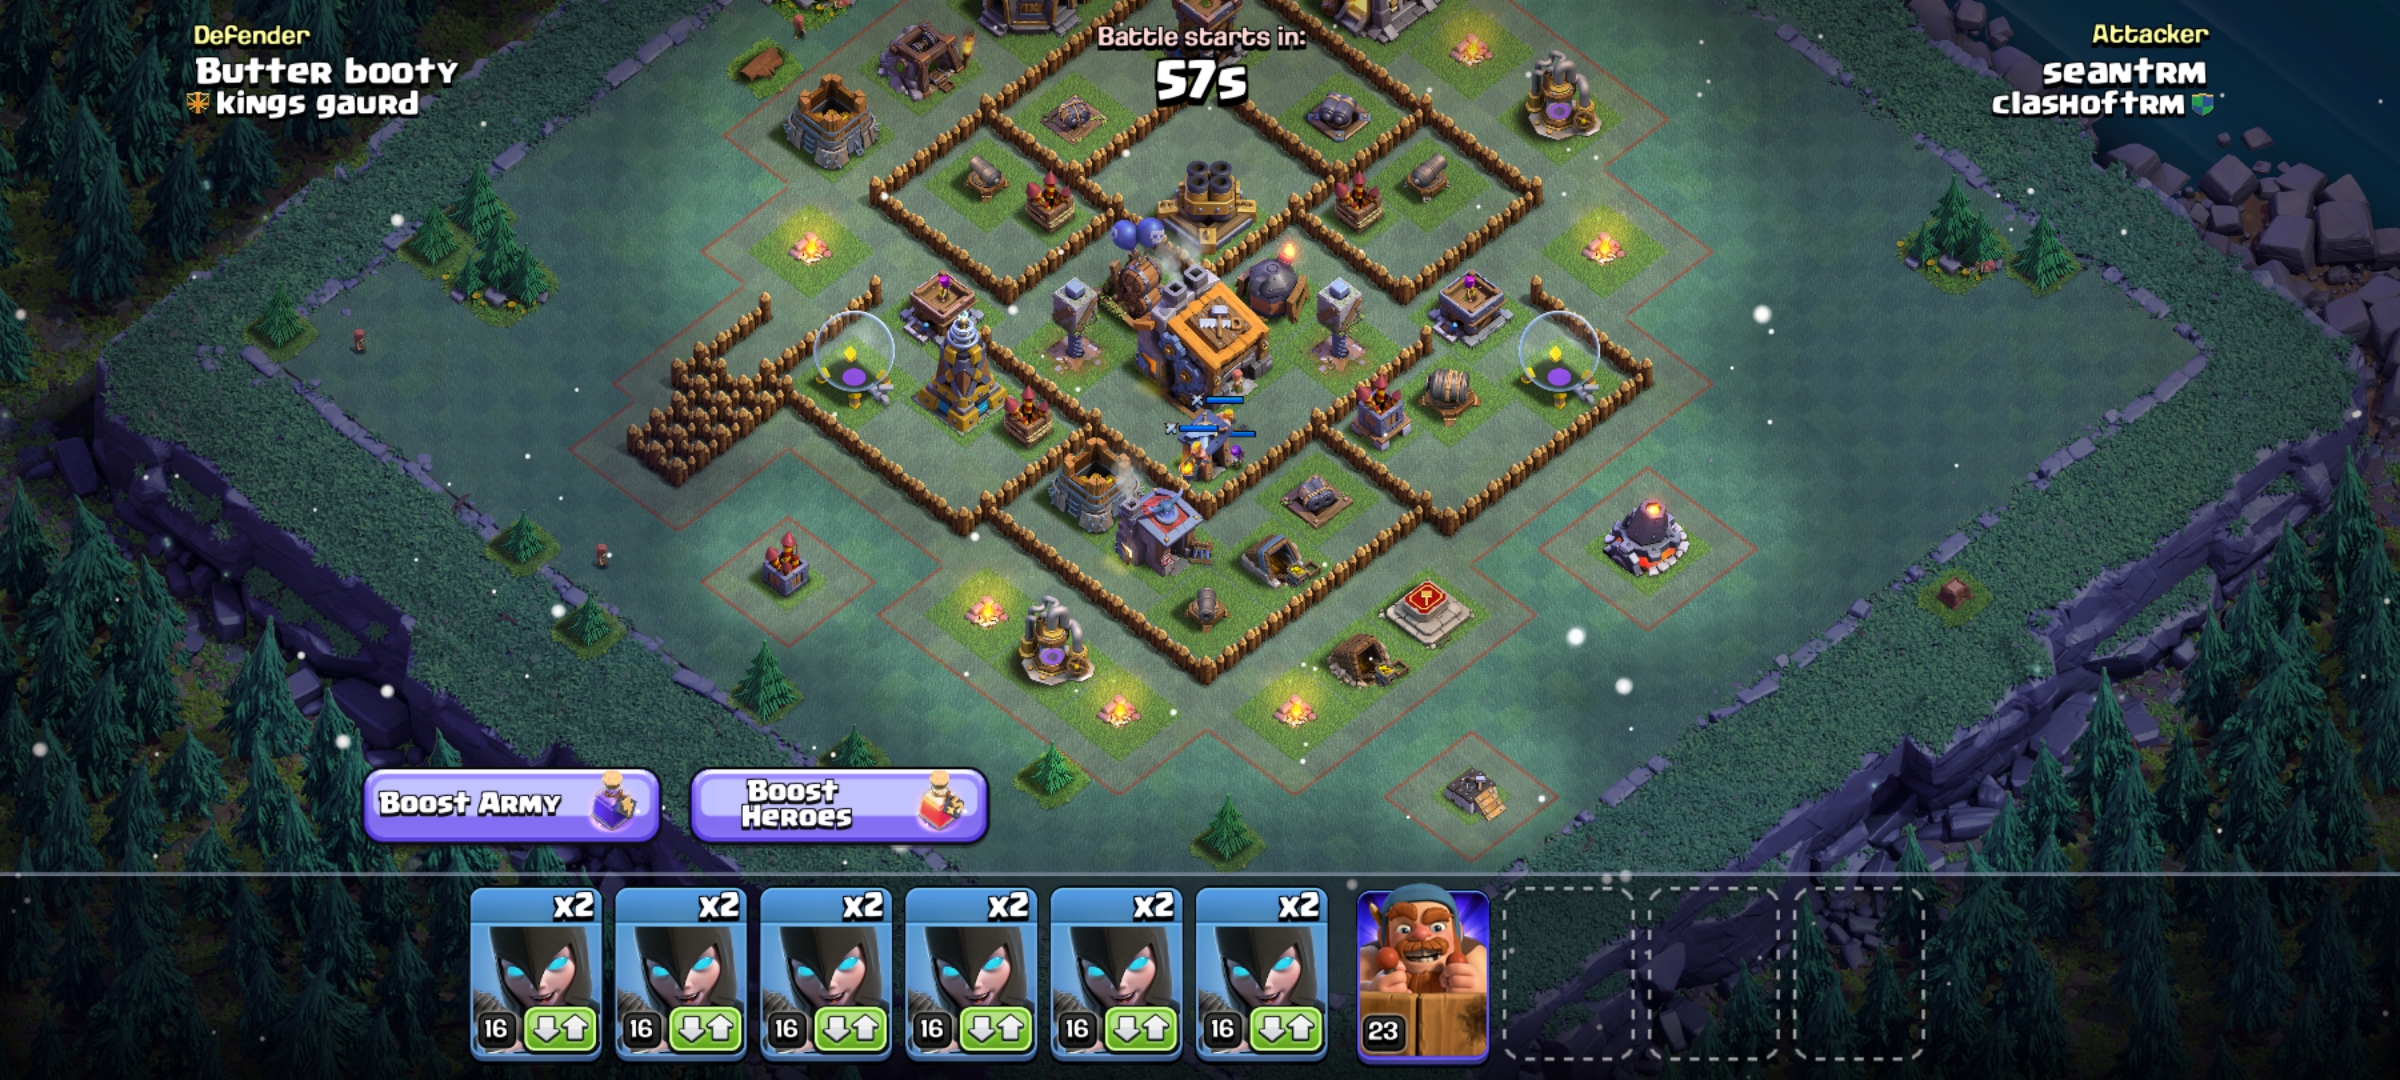 Defender
Butter booty
kings gaurd
Battle starts in:
57s
Attacker
seantrm
clashoftrm
Boost Army
Boost
Heroes
x2
x2
x2
x2
x2
x2
16
16
16
16
16
16
23